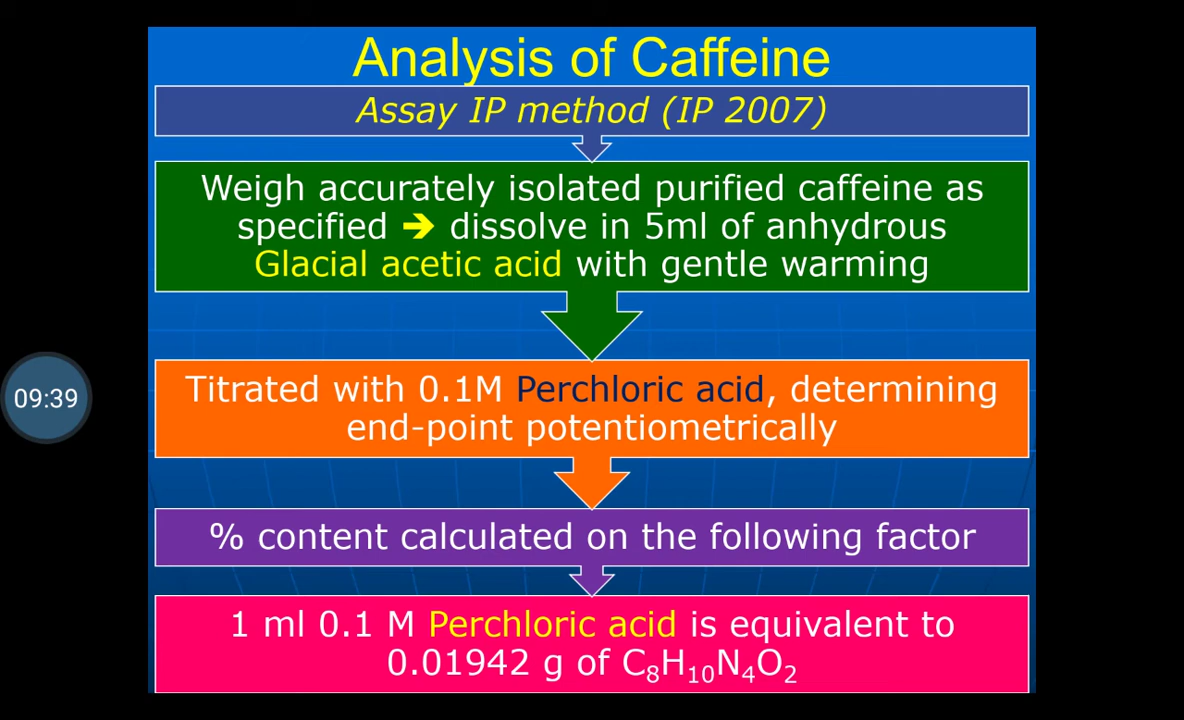 Analysis of Caffeine
Assay IP method (IP 2007)
Weigh accurately isolated purified caffeine as
specified ➔ dissolve in 5ml of anhydrous
Glacial acetic acid with gentle warming
09:39
Titrated with 0.1M Perchloric acid, determining
end-point potentiometrically
% content calculated on the following factor
1 ml 0.1 M Perchloric acid is equivalent to
0.01942 g of C₈H₁₀N₄O₂